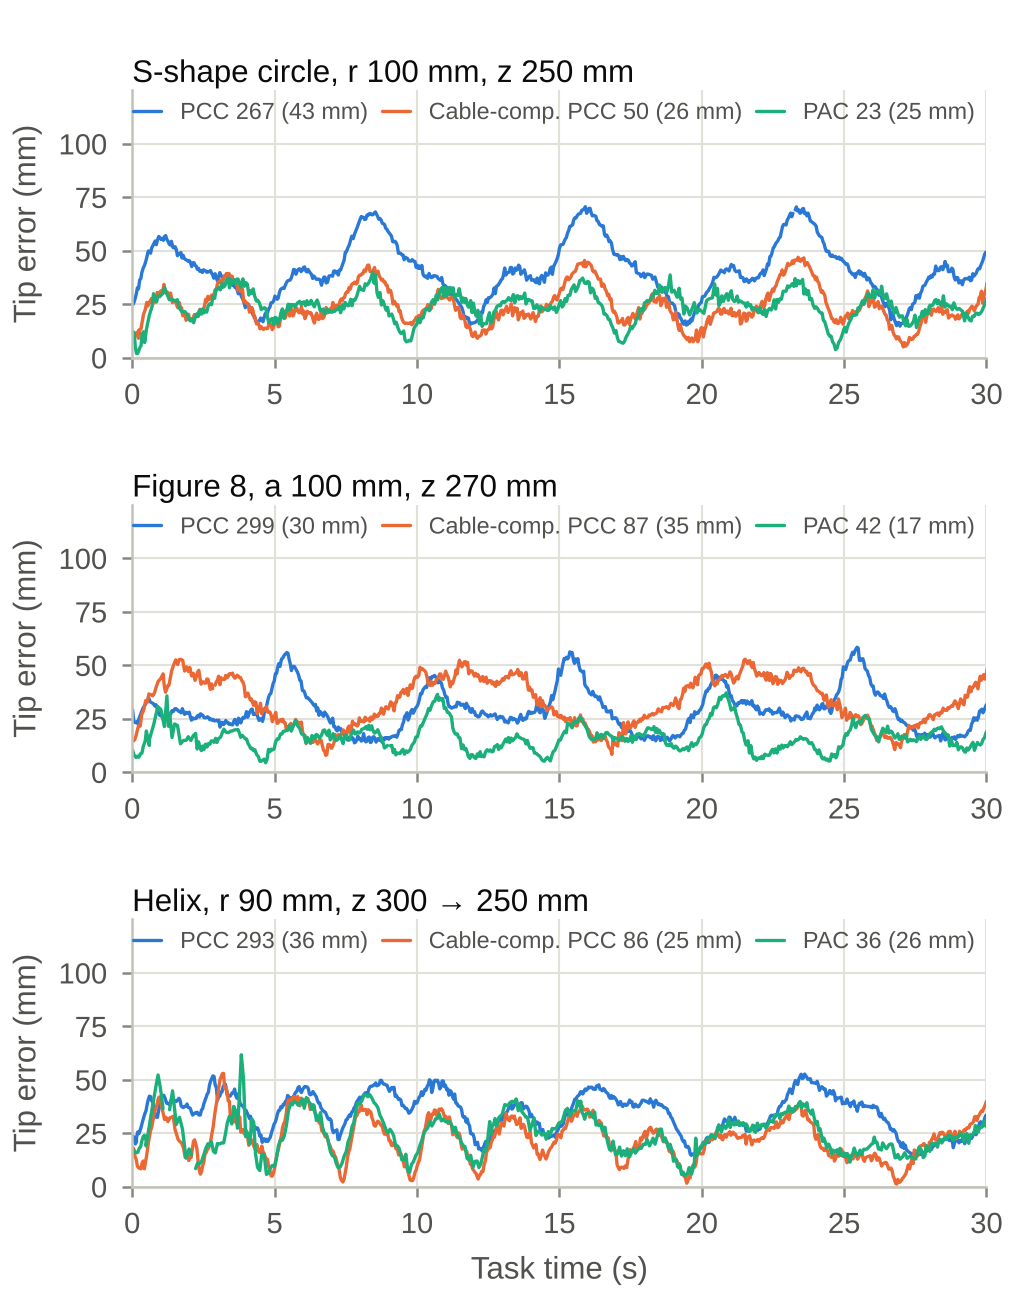 S-shape circle, r 100 mm, z 250 mm
PCC 267 (43 mm) Cable-comp. PCC 50 (26 mm) PAC 23 (25 mm)
Tip error (mm)
100
75
50
25
0
0 5 10 15 20 25 30
Figure 8, a 100 mm, z 270 mm
PCC 299 (30 mm) Cable-comp. PCC 87 (35 mm) PAC 42 (17 mm)
Tip error (mm)
100
75
50
25
0
0 5 10 15 20 25 30
Helix, r 90 mm, z 300 → 250 mm
PCC 293 (36 mm) Cable-comp. PCC 86 (25 mm) PAC 36 (26 mm)
Tip error (mm)
100
75
50
25
0
0 5 10 15 20 25 30
Task time (s)